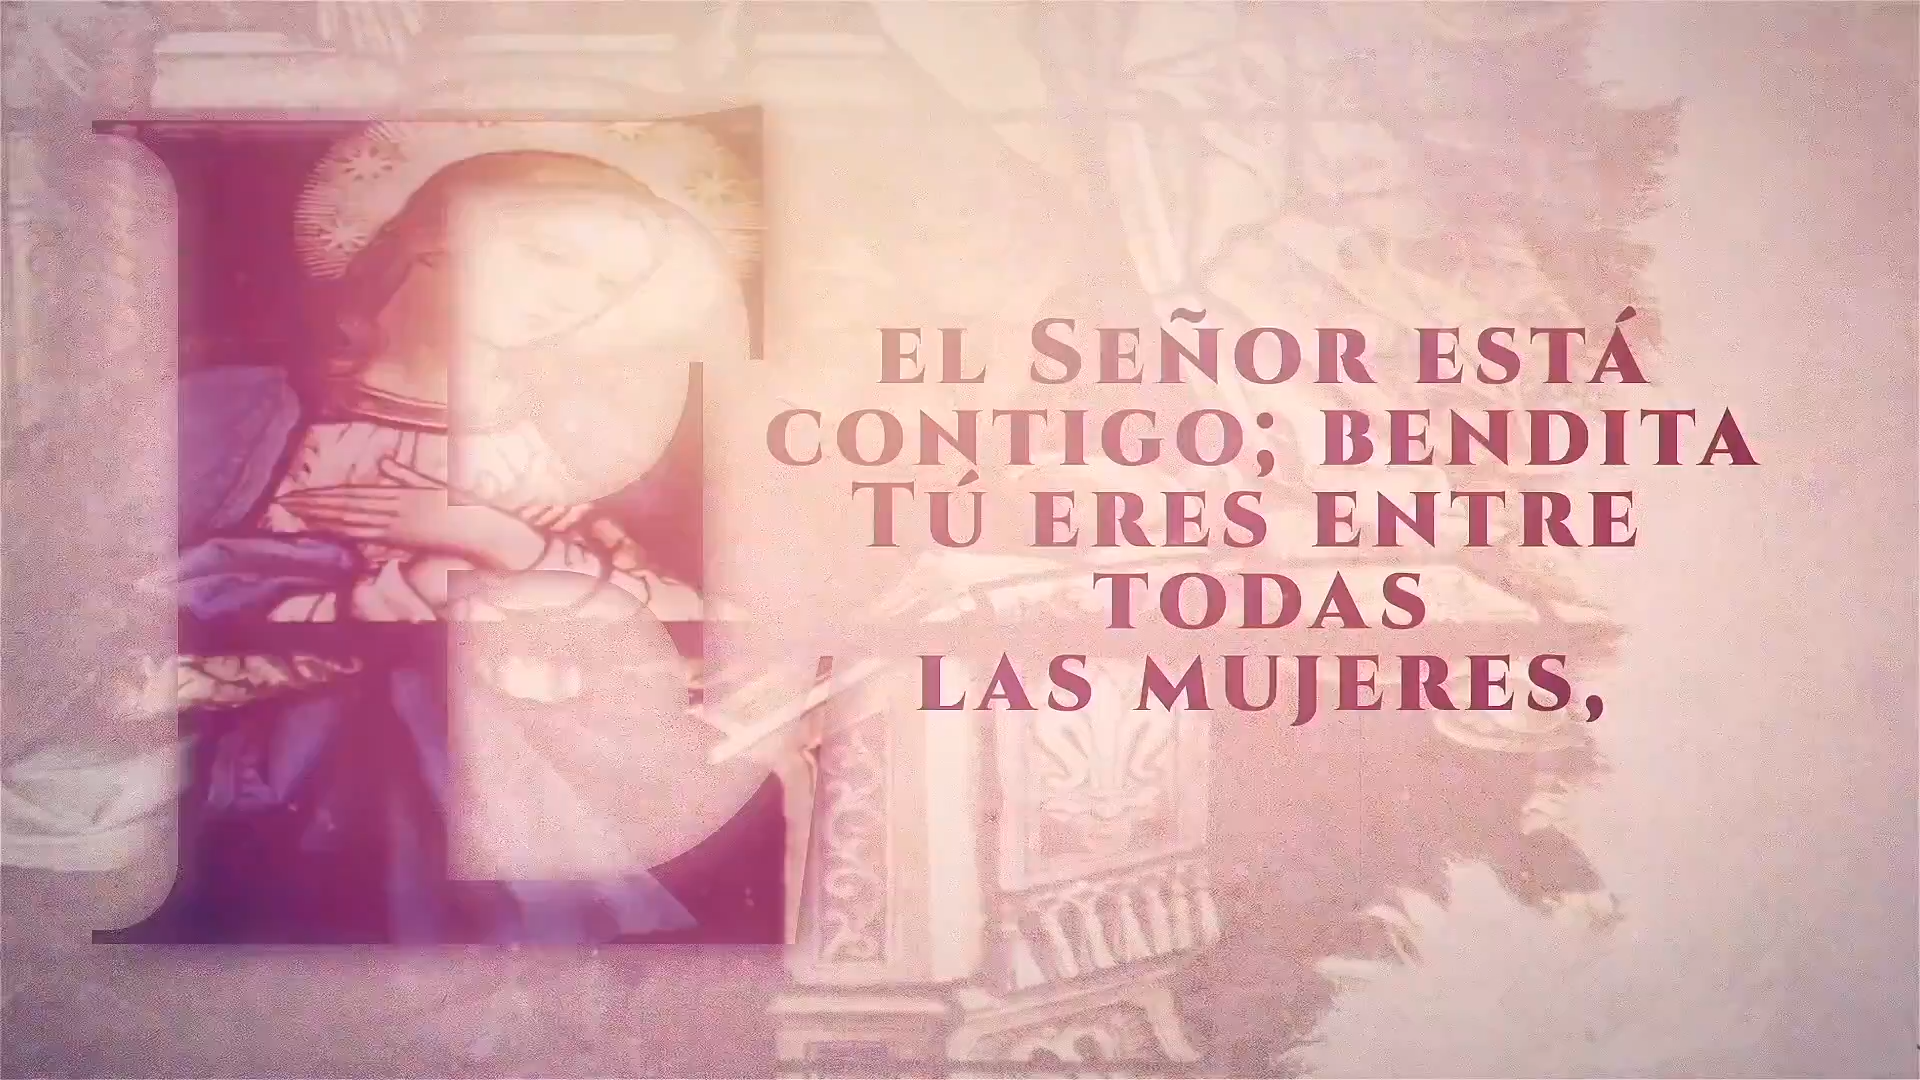 E
el Señor está
contigo; bendita
Tú eres entre
todas
las mujeres,